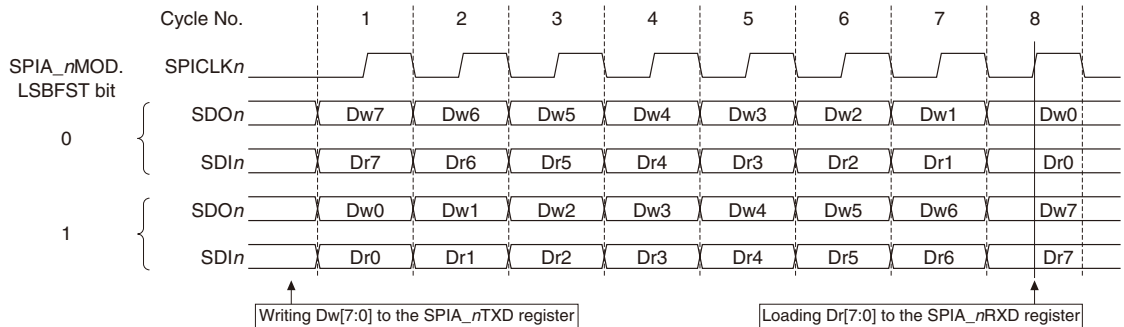 Cycle No. 1 2 3 4 5 6 7 8
SPIA_nMOD. LSBFST bit
SPICLKn
0
SDOn Dw7 Dw6 Dw5 Dw4 Dw3 Dw2 Dw1 Dw0
SDIn Dr7 Dr6 Dr5 Dr4 Dr3 Dr2 Dr1 Dr0
1
SDOn Dw0 Dw1 Dw2 Dw3 Dw4 Dw5 Dw6 Dw7
SDIn Dr0 Dr1 Dr2 Dr3 Dr4 Dr5 Dr6 Dr7
Writing Dw[7:0] to the SPIA_nTXD register
Loading Dr[7:0] to the SPIA_nRXD register